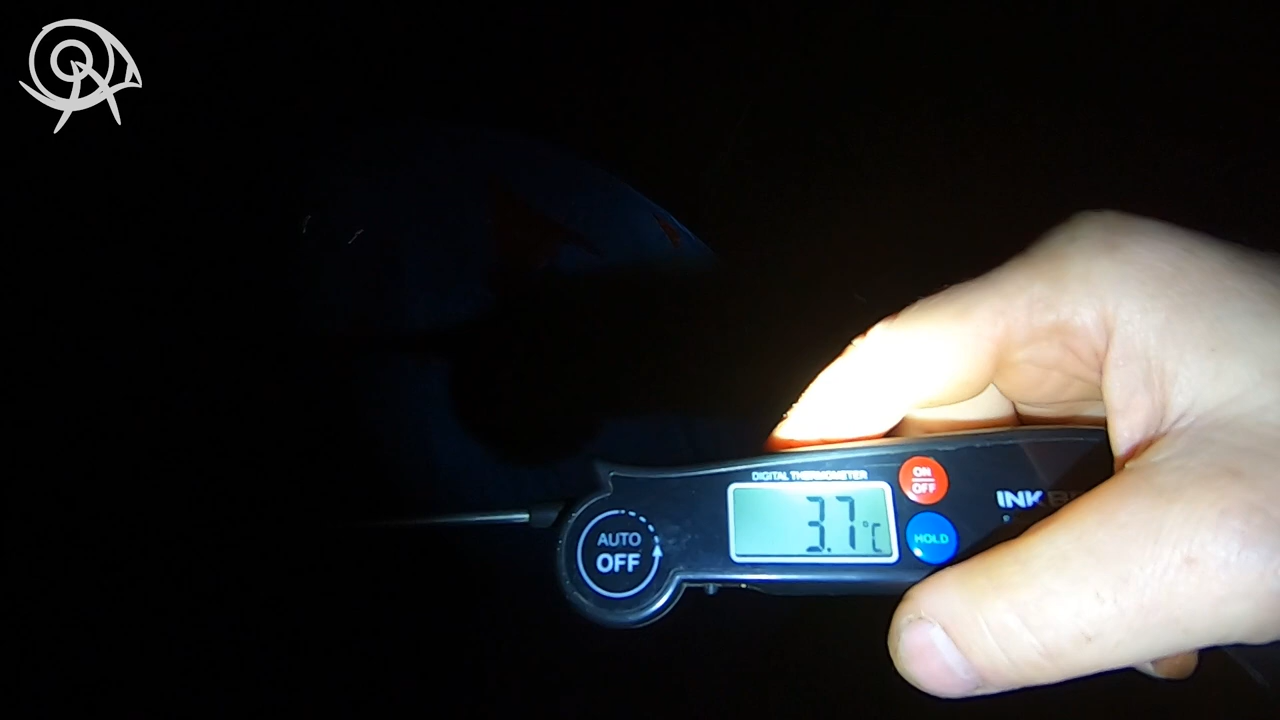 DIGITAL THERMOMETER
3.7°C
ON
OFF
HOLD
INK
AUTO
OFF